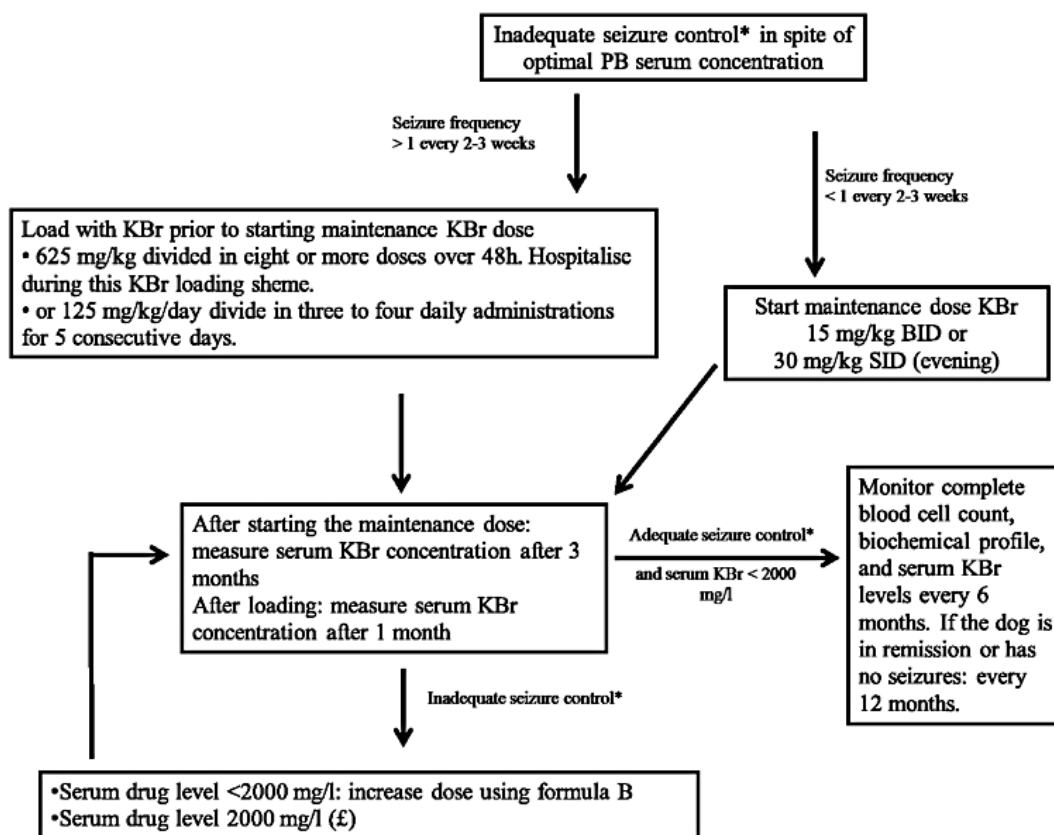 Inadequate seizure control* in spite of
optimal PB serum concentration
Seizure frequency
> 1 every 2-3 weeks
Seizure frequency
< 1 every 2-3 weeks
Load with KBr prior to starting maintenance KBr dose
• 625 mg/kg divided in eight or more doses over 48h. Hospitalise
during this KBr loading sheme.
• or 125 mg/kg/day divide in three to four daily administrations
for 5 consecutive days.
Start maintenance dose KBr
15 mg/kg BID or
30 mg/kg SID (evening)
After starting the maintenance dose:
measure serum KBr concentration after 3
months
After loading: measure serum KBr
concentration after 1 month
Adequate seizure control*
and serum KBr < 2000
mg/l
Monitor complete
blood cell count,
biochemical profile,
and serum KBr
levels every 6
months. If the dog is
in remission or has
no seizures: every
12 months.
Inadequate seizure control*
•Serum drug level <2000 mg/l: increase dose using formula B
•Serum drug level 2000 mg/l (£)